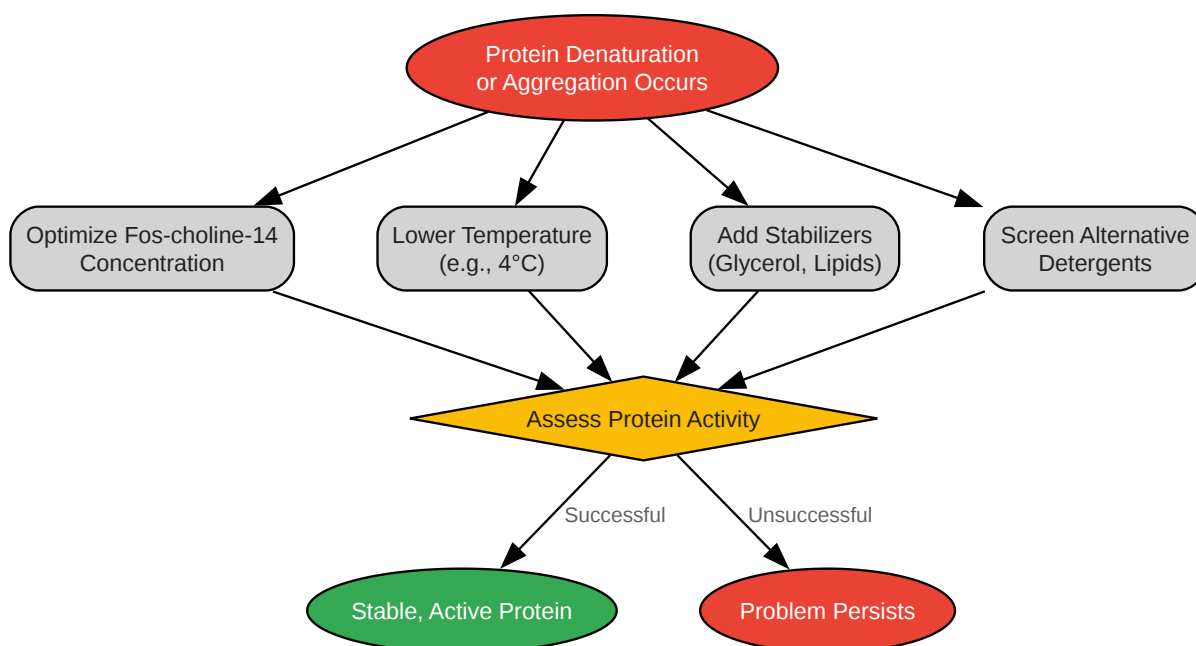 Protein Denaturation
or Aggregation Occurs
Optimize Fos-choline-14
Concentration
Lower Temperature
(e.g., 4°C)
Add Stabilizers
(Glycerol, Lipids)
Screen Alternative
Detergents
Assess Protein Activity
Successful
Unsuccessful
Stable, Active Protein
Problem Persists